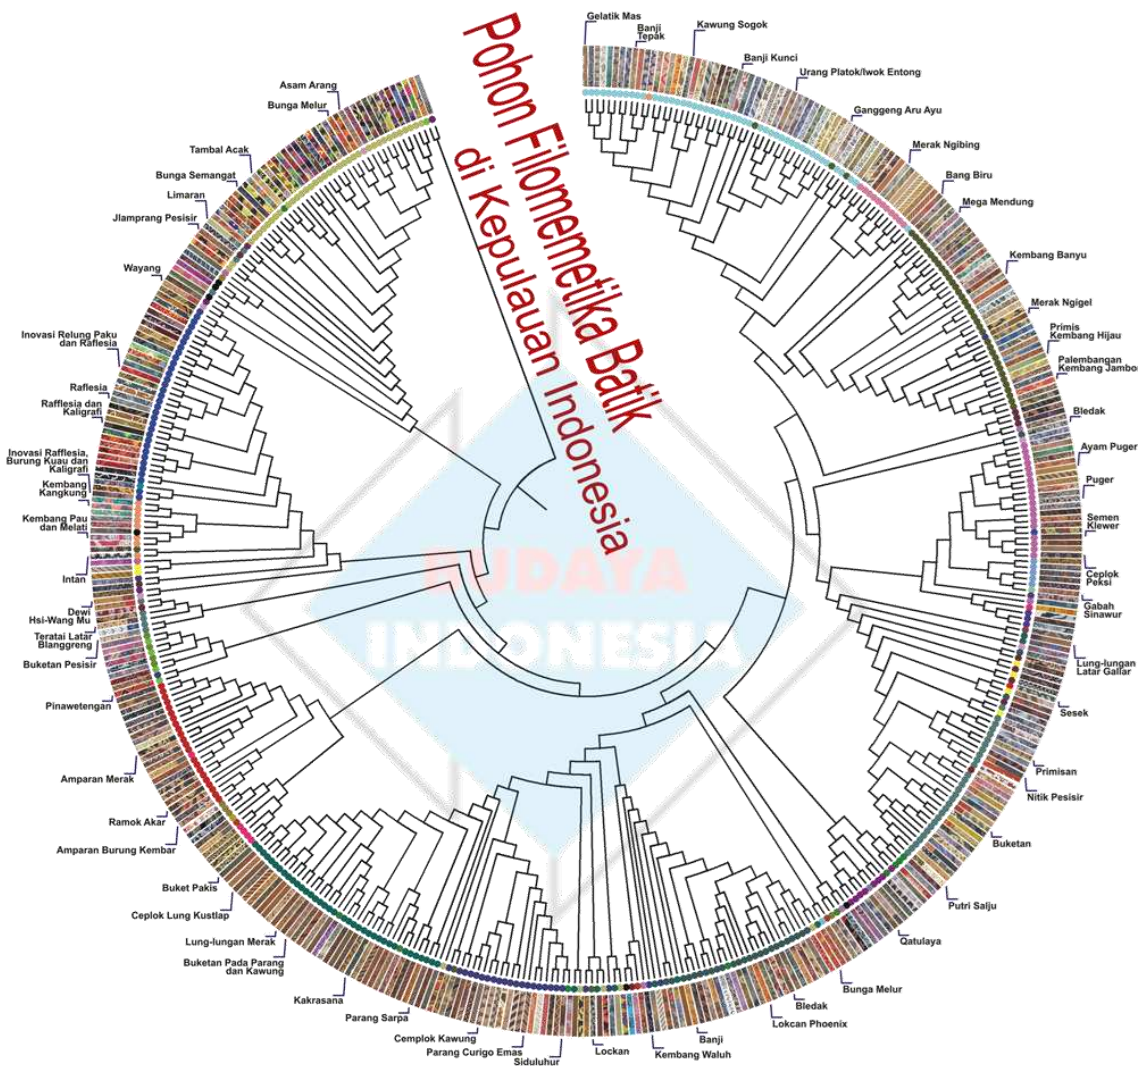 Pohon Filomemetika Batik
di Kepulauan Indonesia
Gelatik Mas
Banji
Tepak
Kawung Sogok
Banji Kunci
Urang Platok/Iwok Entong
Ganggeng Aru Ayu
Merak Ngibing
Bang Biru
Mega Mendung
Kembang Banyu
Merak Ngigel
Primis
Kembang Hijau
Palembangan
Kembang Jambor
Bledak
Ayam Puger
Puger
Semen
Klewer
Ceplok
Peksi
Gabah
Sinawur
Lung-lungan
Latar Gallar
Sesek
Primisan
Nitik Pesisir
Buketan
Putri Salju
Qatulaya
Bunga Melur
Bledak
Lokcan Phoenix
Banji
Kembang Waluh
Lockan
Siduluhur
Parang Curigo Emas
Cemplok Kawung
Parang Sarpa
Kakrasana
Buketan Pada Parang
dan Kawung
Lung-lungan Merak
Ceplok Lung Kustlap
Buket Pakis
Amparan Burung Kembar
Ramok Akar
Amparan Merak
Pinawetengan
Buketan Pesisir
Teratai Latar
Blanggreng
Dewi
Hsi-Wang Mu
Intan
Kembang Pau
dan Melati
Kembang
Kangkung
Inovasi Rafflesia,
Burung Kuau dan
Kaligrafi
Rafflesia dan
Kaligrafi
Raflesia
Inovasi Relung Paku
dan Raflesia
Wayang
Jlamprang Pesisir
Limaran
Bunga Semangat
Tambal Acak
Bunga Melur
Asam Arang
BUDAYA
INDONESIA